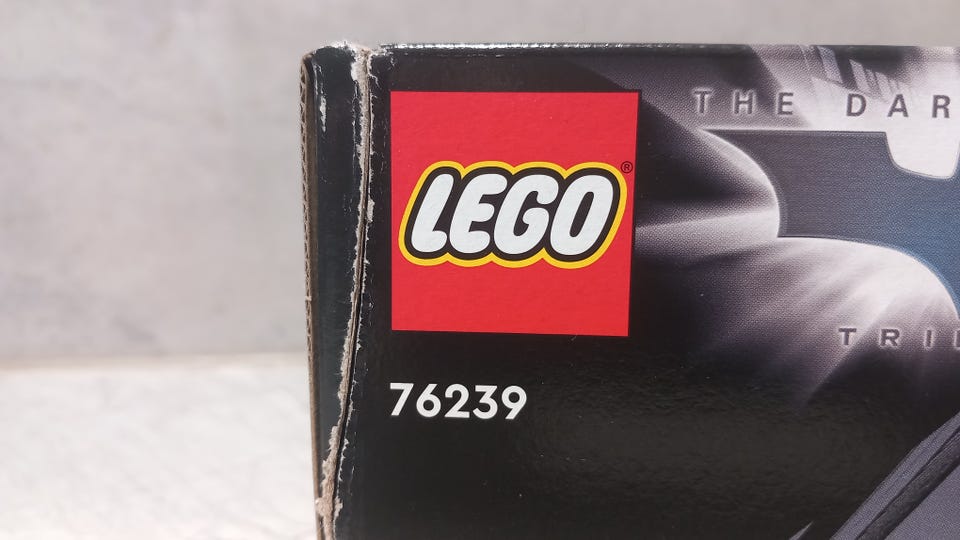 THE DAR
LEGO®
TRI
76239